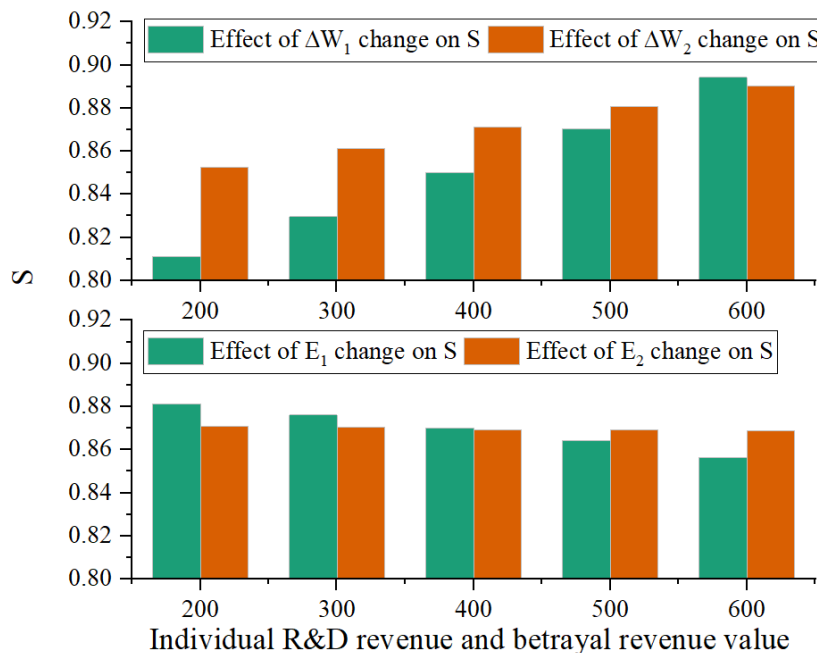 0.92
Effect of ΔW₁ change on S Effect of ΔW₂ change on S
0.90
0.88
0.86
0.84
0.82
0.80
200 300 400 500 600
S
0.92
Effect of E₁ change on S Effect of E₂ change on S
0.90
0.88
0.86
0.84
0.82
0.80
200 300 400 500 600
Individual R&D revenue and betrayal revenue value